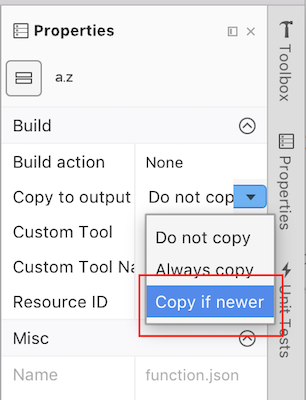 Properties
a.z
Build
Build action None
Copy to output Do not cop
Custom Tool
Do not copy
Custom Tool Na
Always copy
Resource ID
Copy if newer
Misc
Name function.json
Toolbox
Properties
Unit Tests